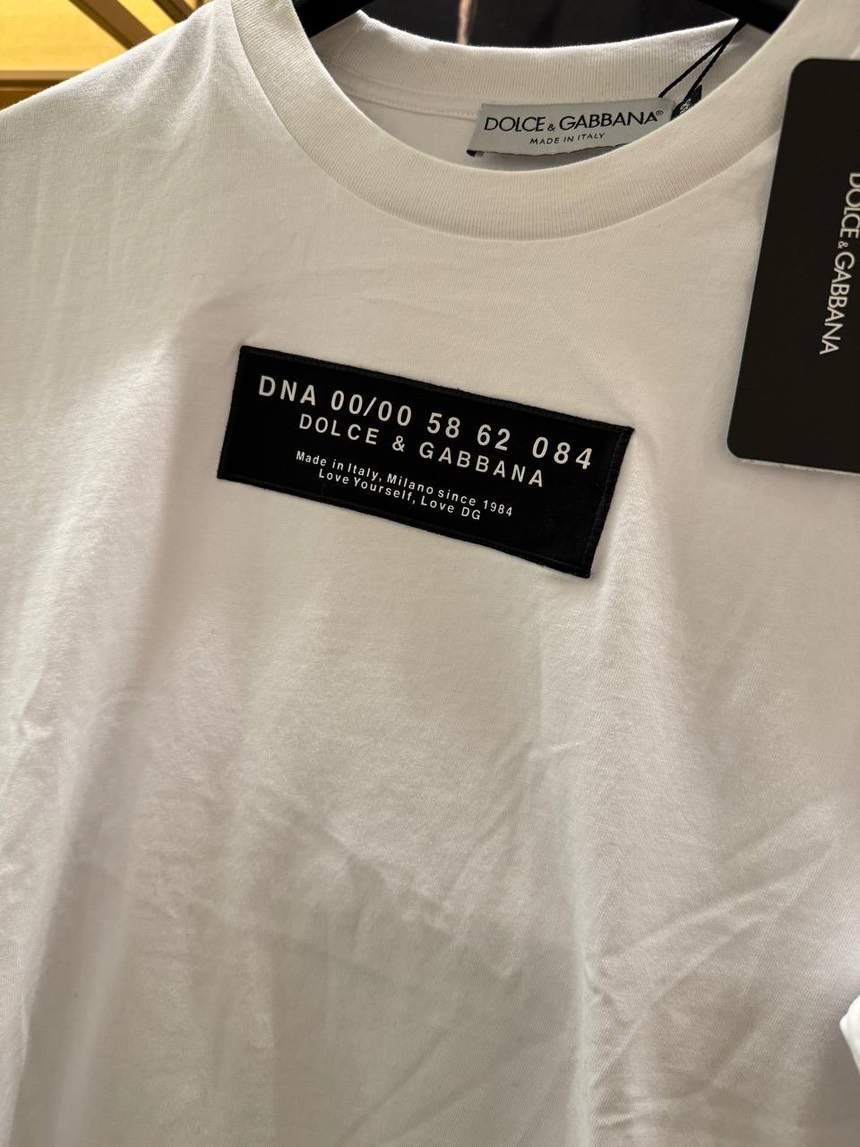 DOLCE & GABBANA®
MADE IN ITALY
DOLCE & GABBANA
DNA 00/00 58 62 084
DOLCE & GABBANA
Made in Italy, Milano since 1984
Love Yourself, Love DG